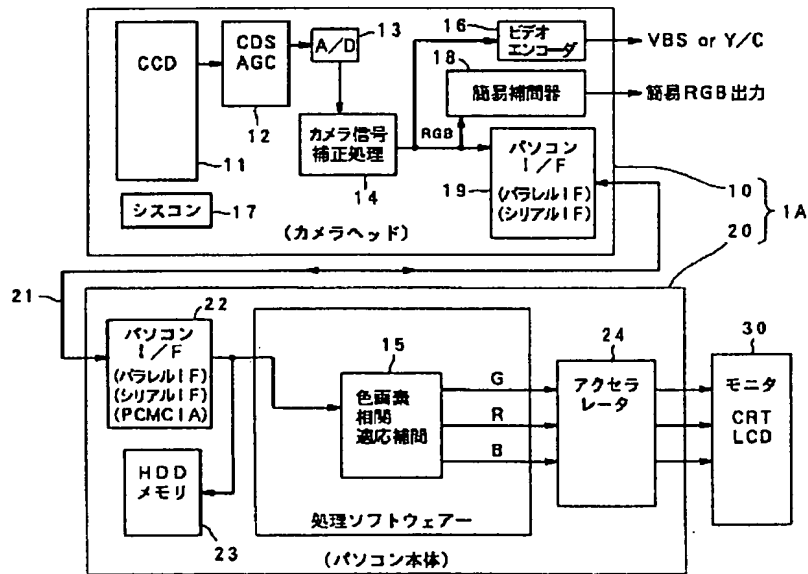 CCD
11
CDS
AGC
12
A/D
13
カメラ信号
補正処理
14
16
ビデオ
エンコーダ
VBS or Y/C
18
簡易補間器
簡易RGB出力
RGB
パソコン
I/F
(パラレルIF)
(シリアルIF)
19
シスコン
17
(カメラヘッド)
10
20
1A
21
22
パソコン
I/F
(パラレルIF)
(シリアルIF)
(PCMCIA)
HDD
メモリ
23
15
色画素
相関
適応補間
G
R
B
処理ソフトウェアー
24
アクセラ
レータ
30
モニタ
CRT
LCD
(パソコン本体)